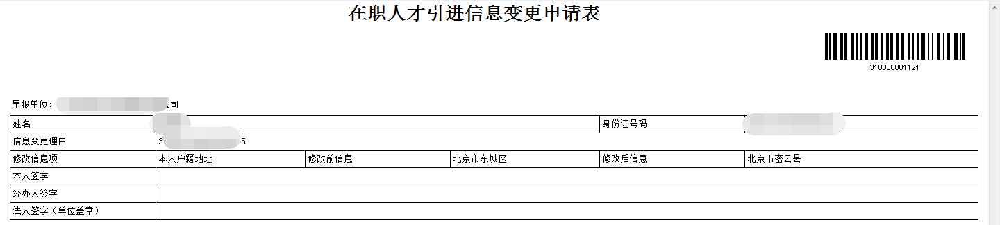 在职人才引进信息变更申请表
310000001121
呈报单位： 公司
姓名 身份证号码
信息变更理由 3 5
修改信息项 本人户籍地址 修改前信息 北京市东城区 修改后信息 北京市密云县
本人签字
经办人签字
法人签字（单位盖章）